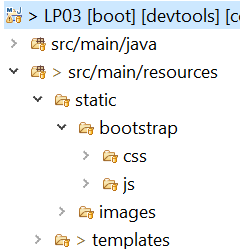 > LP03 [boot] [devtools] [c
src/main/java
> src/main/resources
static
bootstrap
css
js
images
> templates